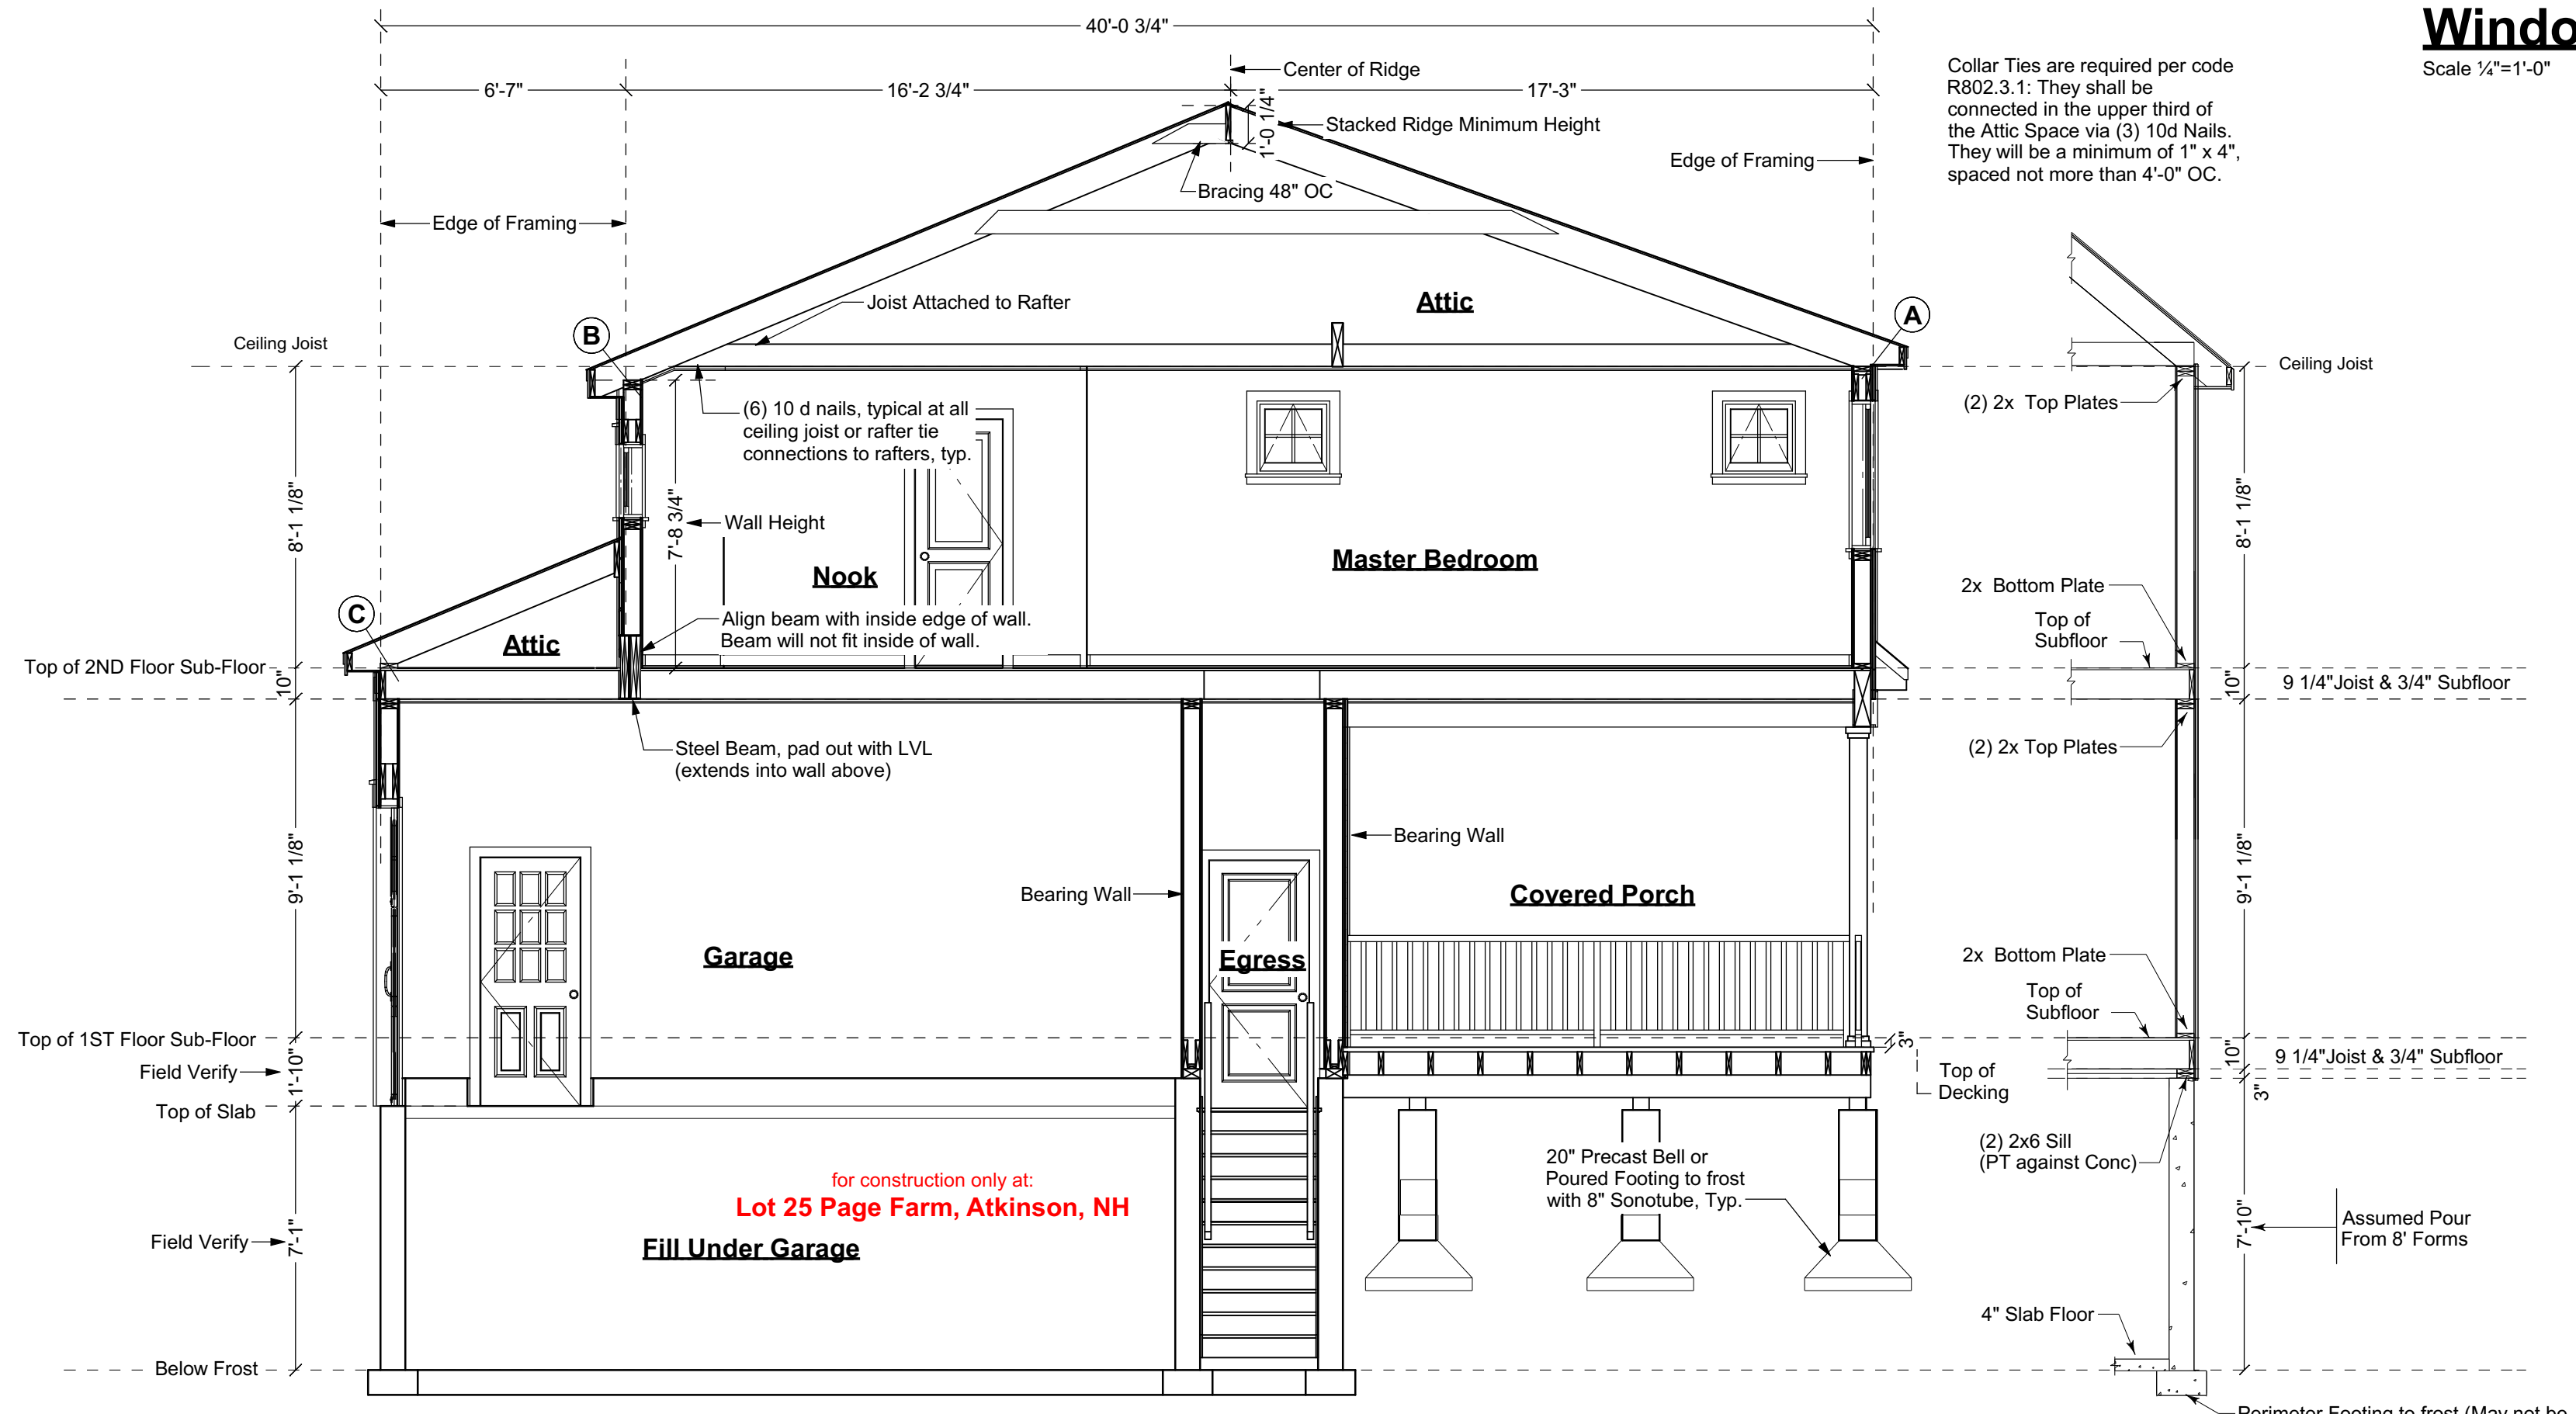 40'-0 3/4"
Windo
Scale ¼"=1'-0"
6'-7"
16'-2 3/4"
Center of Ridge
17'-3"
1'-0 1/4"
Stacked Ridge Minimum Height
Edge of Framing
Collar Ties are required per code
R802.3.1: They shall be
connected in the upper third of
the Attic Space via (3) 10d Nails.
They will be a minimum of 1" x 4",
spaced not more than 4'-0" OC.
Bracing 48" OC
Edge of Framing
Joist Attached to Rafter
Attic
B
A
Ceiling Joist
Ceiling Joist
(6) 10 d nails, typical at all
ceiling joist or rafter tie
connections to rafters, typ.
(2) 2x Top Plates
8'-1 1/8"
7'-8 3/4"
Wall Height
8'-1 1/8"
Nook
Master Bedroom
2x Bottom Plate
C
Align beam with inside edge of wall.
Beam will not fit inside of wall.
Top of
Subfloor
Attic
Top of 2ND Floor Sub-Floor
10"
10"
9 1/4"Joist & 3/4" Subfloor
Steel Beam, pad out with LVL
(extends into wall above)
(2) 2x Top Plates
9'-1 1/8"
Bearing Wall
Bearing Wall
Covered Porch
9'-1 1/8"
Garage
Egress
2x Bottom Plate
Top of
Subfloor
Top of 1ST Floor Sub-Floor
3"
Field Verify
1'-10"
10"
9 1/4"Joist & 3/4" Subfloor
Top of
Decking
3"
Top of Slab
(2) 2x6 Sill
(PT against Conc)
20" Precast Bell or
Poured Footing to frost
with 8" Sonotube, Typ.
for construction only at:
Lot 25 Page Farm, Atkinson, NH
Fill Under Garage
Field Verify
7'-1"
7'-10"
Assumed Pour
From 8' Forms
4" Slab Floor
Below Frost
Perimeter Footing to frost (May not be